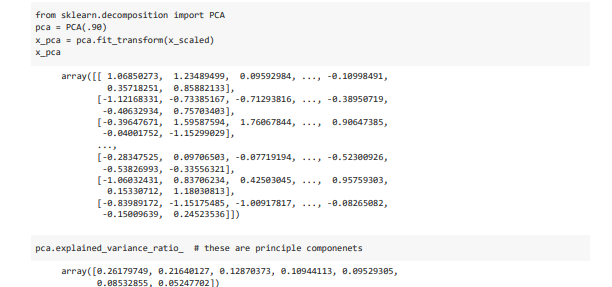 from sklearn.decomposition import PCA
pca = PCA(.90)
x_pca = pca.fit_transform(x_scaled)
x_pca
array([[ 1.06850273, 1.23489499, 0.09592984, ..., -0.10998491,
0.35718251, 0.85882133],
[-1.12168331, -0.73385167, -0.71293816, ..., -0.38950719,
-0.40632934, 0.75703403],
[-0.39647671, 1.59587594, 1.76067844, ..., 0.90647385,
-0.04001752, -1.15299029],
...,
[-0.28347525, 0.09706503, -0.07719194, ..., -0.52300926,
-0.53826993, -0.33556321],
[-1.06032431, 0.83706234, 0.42503045, ..., 0.95759303,
0.15330712, 1.18030813],
[-0.83989172, -1.15175485, -1.00917817, ..., -0.08265082,
-0.15009639, 0.24523536]])
pca.explained_variance_ratio_ # these are principle componenets
array([0.26179749, 0.21640127, 0.12870373, 0.10944113, 0.09529305,
0.08532855, 0.05247702])